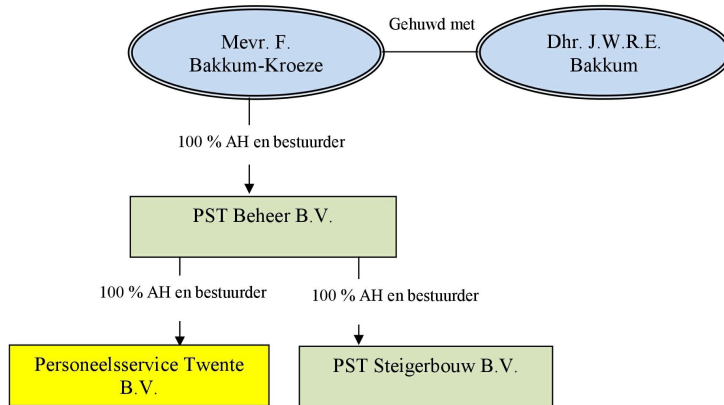 Mevr. F.
Bakkum-Kroeze
Gehuwd met
Dhr. J.W.R.E.
Bakkum
100 % AH en bestuurder
PST Beheer B.V.
100 % AH en bestuurder
100 % AH en bestuurder
Personeelsservice Twente
B.V.
PST Steigerbouw B.V.